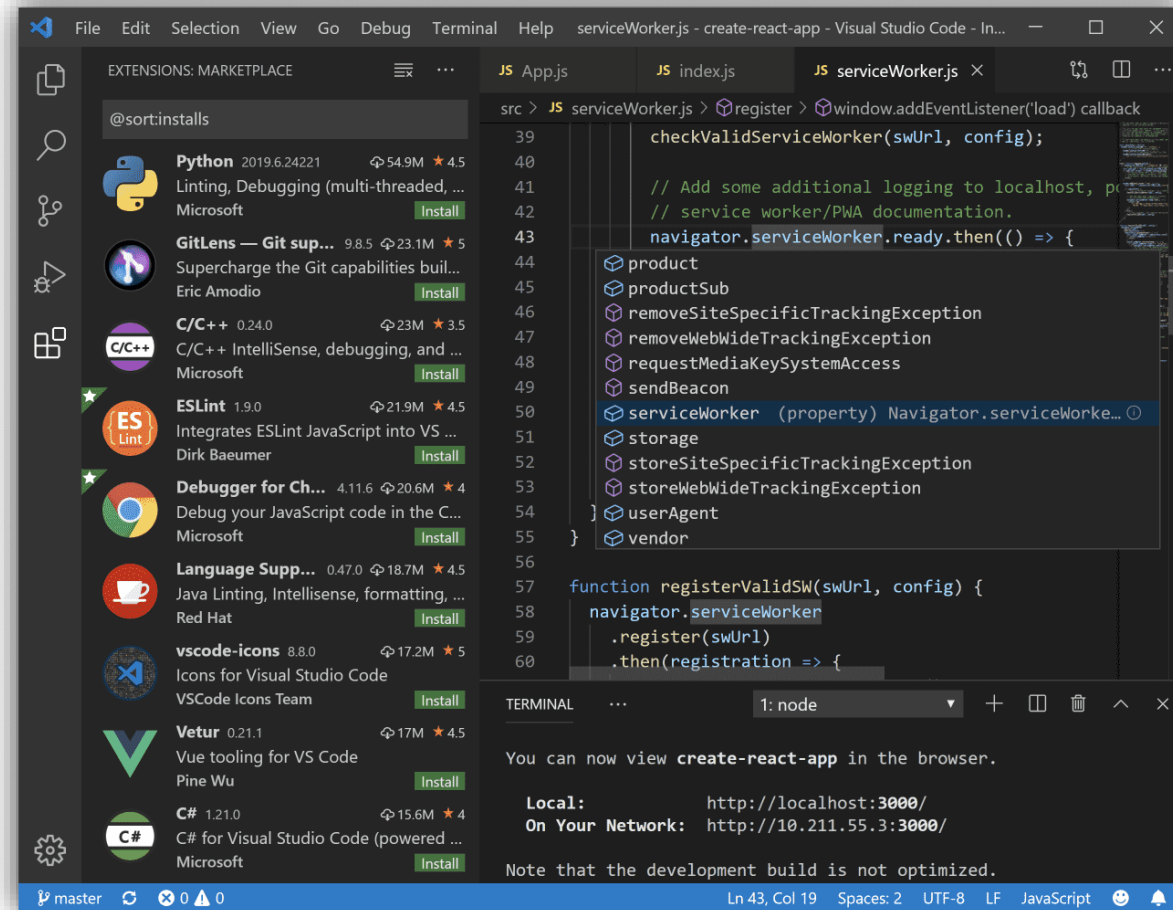 File Edit Selection View Go Debug Terminal Help serviceWorker.js - create-react-app - Visual Studio Code - In...
EXTENSIONS: MARKETPLACE
@sort:installs
Python 2019.6.24221 54.9M 4.5
Linting, Debugging (multi-threaded, ...
Microsoft Install
GitLens — Git sup... 9.8.5 23.1M 5
Supercharge the Git capabilities buil...
Eric Amodio Install
C/C++
C/C++ 0.24.0 23M 3.5
C/C++ IntelliSense, debugging, and ...
Microsoft Install
ES
Lint
ESLint 1.9.0 21.9M 4.5
Integrates ESLint JavaScript into VS ...
Dirk Baeumer Install
Debugger for Ch... 4.11.6 20.6M 4
Debug your JavaScript code in the C...
Microsoft Install
Language Supp... 0.47.0 18.7M 4.5
Java Linting, Intellisense, formatting, ...
Red Hat Install
vscode-icons 8.8.0 17.2M 5
Icons for Visual Studio Code
VSCode Icons Team Install
Vetur 0.21.1 17M 4.5
Vue tooling for VS Code
Pine Wu Install
C#
C# 1.21.0 15.6M 4
C# for Visual Studio Code (powered ...
Microsoft Install
JS App.js JS index.js JS serviceWorker.js
src > JS serviceWorker.js > register > window.addEventListener('load') callback
39 checkValidServiceWorker(swUrl, config);
40
41 // Add some additional logging to localhost,
42 // service worker/PWA documentation.
43 navigator.serviceWorker.ready.then(() => {
44 product
45 productSub
46 removeSiteSpecificTrackingException
47 removeWebWideTrackingException
48 requestMediaKeySystemAccess
49 sendBeacon
50 serviceWorker (property) Navigator.serviceWorke...
51 storage
52 storeSiteSpecificTrackingException
53 storeWebWideTrackingException
54 } userAgent
55 } vendor
56
57 function registerValidSW(swUrl, config) {
58 navigator.serviceWorker
59 .register(swUrl)
60 .then(registration => {
TERMINAL ... 1: node
You can now view create-react-app in the browser.
Local: http://localhost:3000/
On Your Network: http://10.211.55.3:3000/
Note that the development build is not optimized.
master 0 0 Ln 43, Col 19 Spaces: 2 UTF-8 LF JavaScript